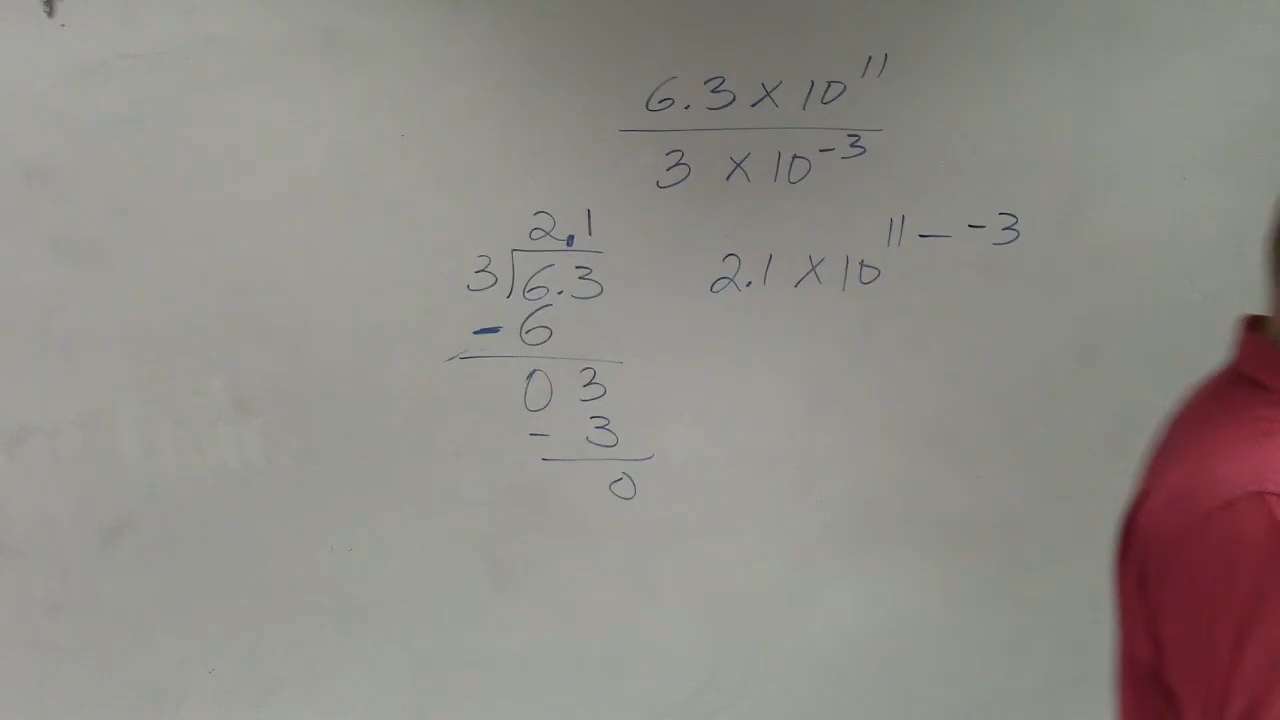 6.3 × 10^11
3 × 10^-3
2.1
3 6.3
- 6
0 3
- 3
0
2.1 × 10^11 - -3